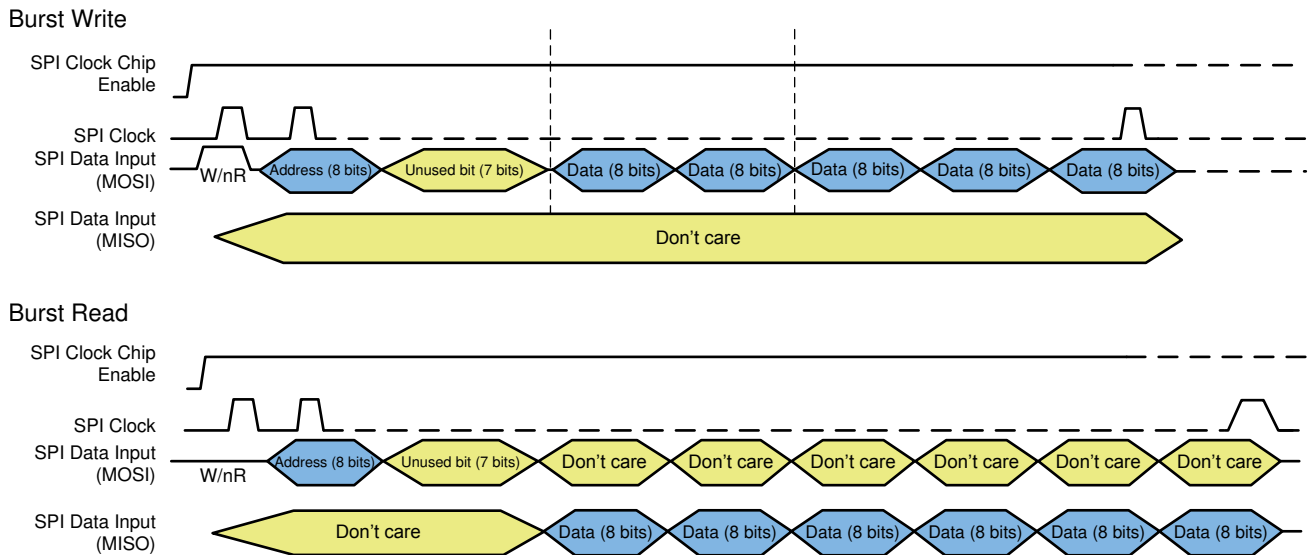 Burst Write
SPI Clock Chip
Enable
SPI Clock
SPI Data Input
(MOSI)
W/nR
Address (8 bits)
Unused bit (7 bits)
Data (8 bits)
Data (8 bits)
Data (8 bits)
Data (8 bits)
Data (8 bits)
SPI Data Input
(MISO)
Don't care
Burst Read
SPI Clock Chip
Enable
SPI Clock
SPI Data Input
(MOSI)
W/nR
Address (8 bits)
Unused bit (7 bits)
Don't care
Don't care
Don't care
Don't care
Don't care
Don't care
SPI Data Input
(MISO)
Don't care
Data (8 bits)
Data (8 bits)
Data (8 bits)
Data (8 bits)
Data (8 bits)
Data (8 bits)